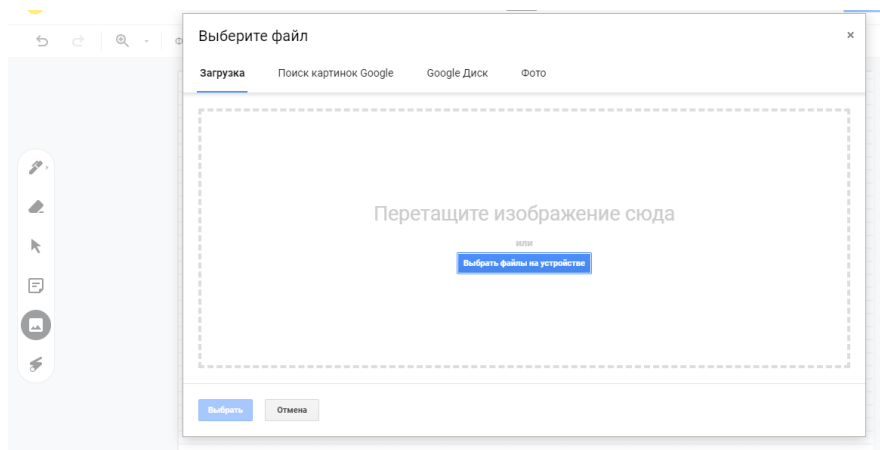 Выберите файл
Загрузка Поиск картинок Google Google Диск Фото
Перетащите изображение сюда
или
Выбрать файлы на устройстве
Выбрать Отмена